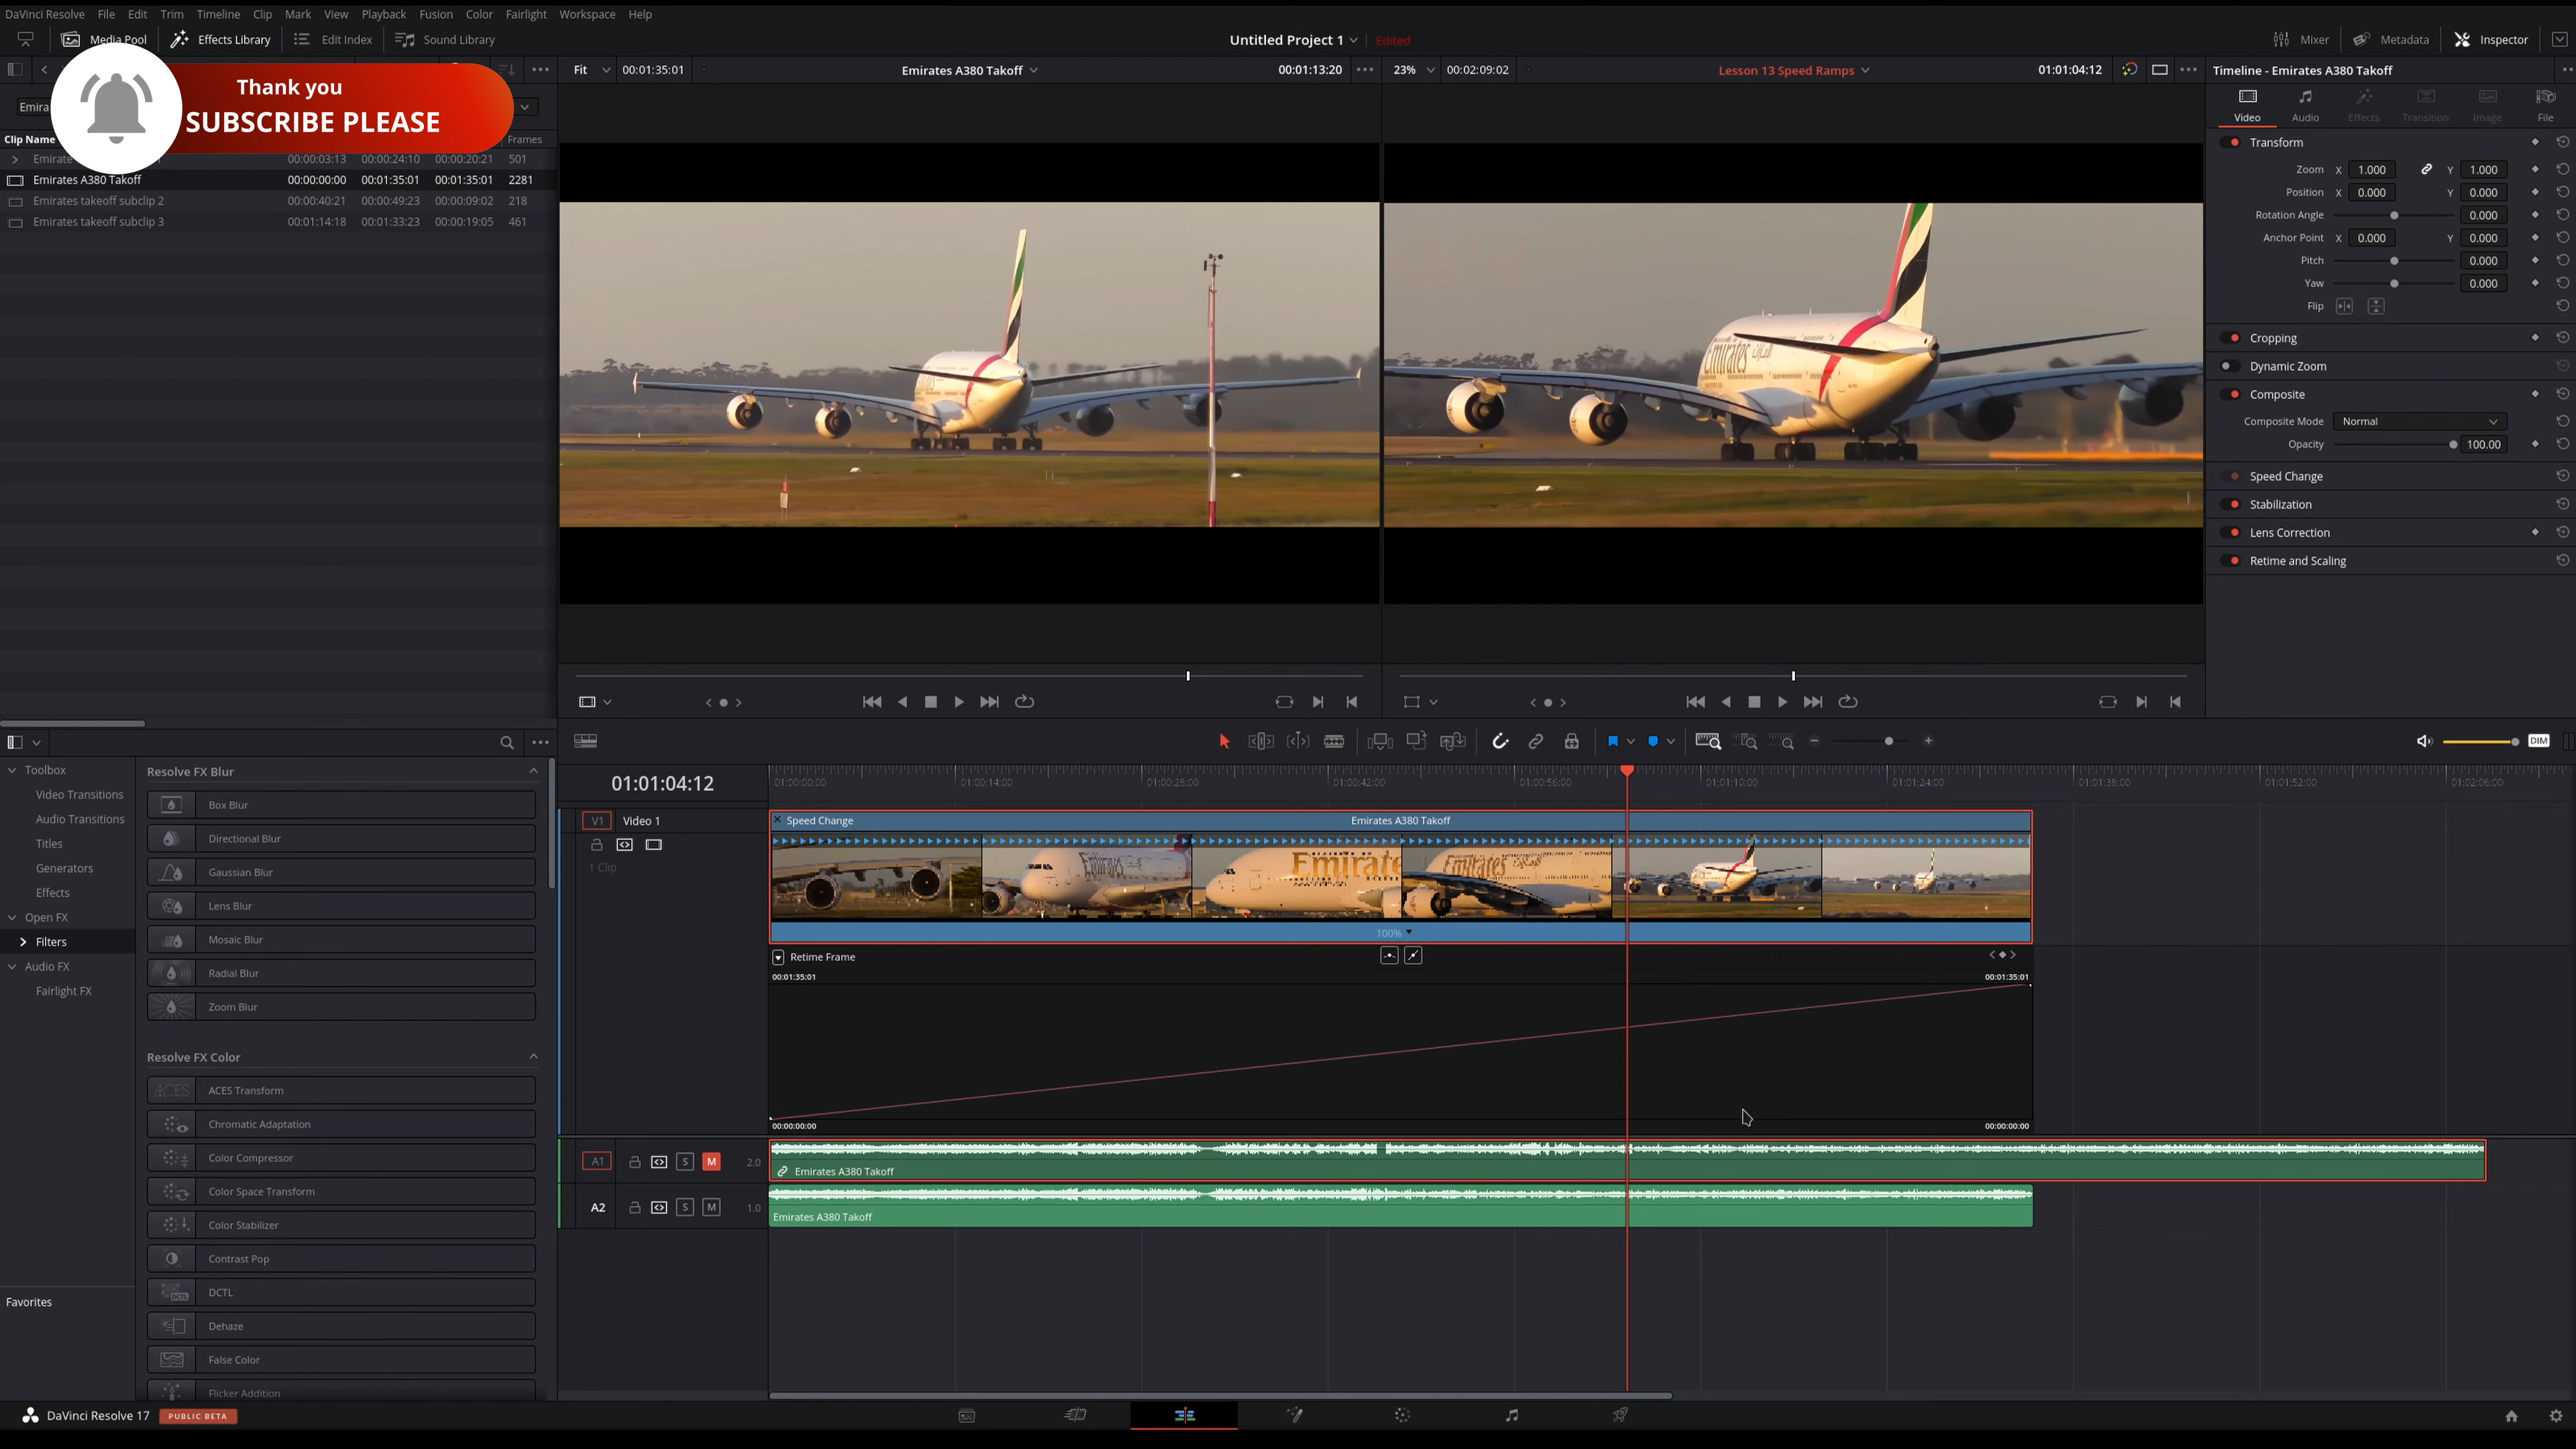 DaVinci Resolve File Edit Trim Timeline Clip Mark View Playback Fusion Color Fairlight Workspace Help
Media Pool Effects Library Edit Index Sound Library Untitled Project 1 Edited Mixer Metadata Inspector
Fit 00:01:35:01 Emirates A380 Takoff 00:01:13:20 23% 00:02:09:02 Lesson 13 Speed Ramps 01:01:04:12 Timeline - Emirates A380 Takoff
Thank you
SUBSCRIBE PLEASE
Emira
Video Audio Effects Transition Image File
Clip Name Frames
Emirate 00:00:03:13 00:00:24:10 00:00:20:21 501
Emirates A380 Takoff 00:00:00:00 00:01:35:01 00:01:35:01 2281
Emirates takeoff subclip 2 00:00:40:21 00:00:49:23 00:00:09:02 218
Emirates takeoff subclip 3 00:01:14:18 00:01:33:23 00:00:19:05 461
Emirates
Transform
Zoom X 1.000 Y 1.000
Position X 0.000 Y 0.000
Rotation Angle 0.000
Anchor Point X 0.000 Y 0.000
Pitch 0.000
Yaw 0.000
Flip
Cropping
Dynamic Zoom
Composite
Composite Mode Normal
Opacity 100.00
Speed Change
Stabilization
Lens Correction
Retime and Scaling
DIM
Toolbox
Video Transitions
Audio Transitions
Titles
Generators
Effects
Open FX
Filters
Audio FX
Fairlight FX
Favorites
Resolve FX Blur
Box Blur
Directional Blur
Gaussian Blur
Lens Blur
Mosaic Blur
Radial Blur
Zoom Blur
Resolve FX Color
ACES ACES Transform
Chromatic Adaptation
Color Compressor
Color Space Transform
Color Stabilizer
Contrast Pop
DCTL DCTL
Dehaze
False Color
Flicker Addition
01:01:04:12 01:00:00:00 01:00:14:00 01:00:28:00 01:00:42:00 01:00:56:00 01:01:10:00 01:01:24:00 01:01:38:00 01:01:52:00 01:02:06:00
V1 Video 1
1 Clip
Speed Change Emirates A380 Takoff
Emirates Emirate Emirates
100%
Retime Frame
00:01:35:01 00:01:35:01
00:00:00:00 00:00:00:00
A1 S M 2.0
Emirates A380 Takoff
A2 S M 1.0
Emirates A380 Takoff
DaVinci Resolve 17 PUBLIC BETA